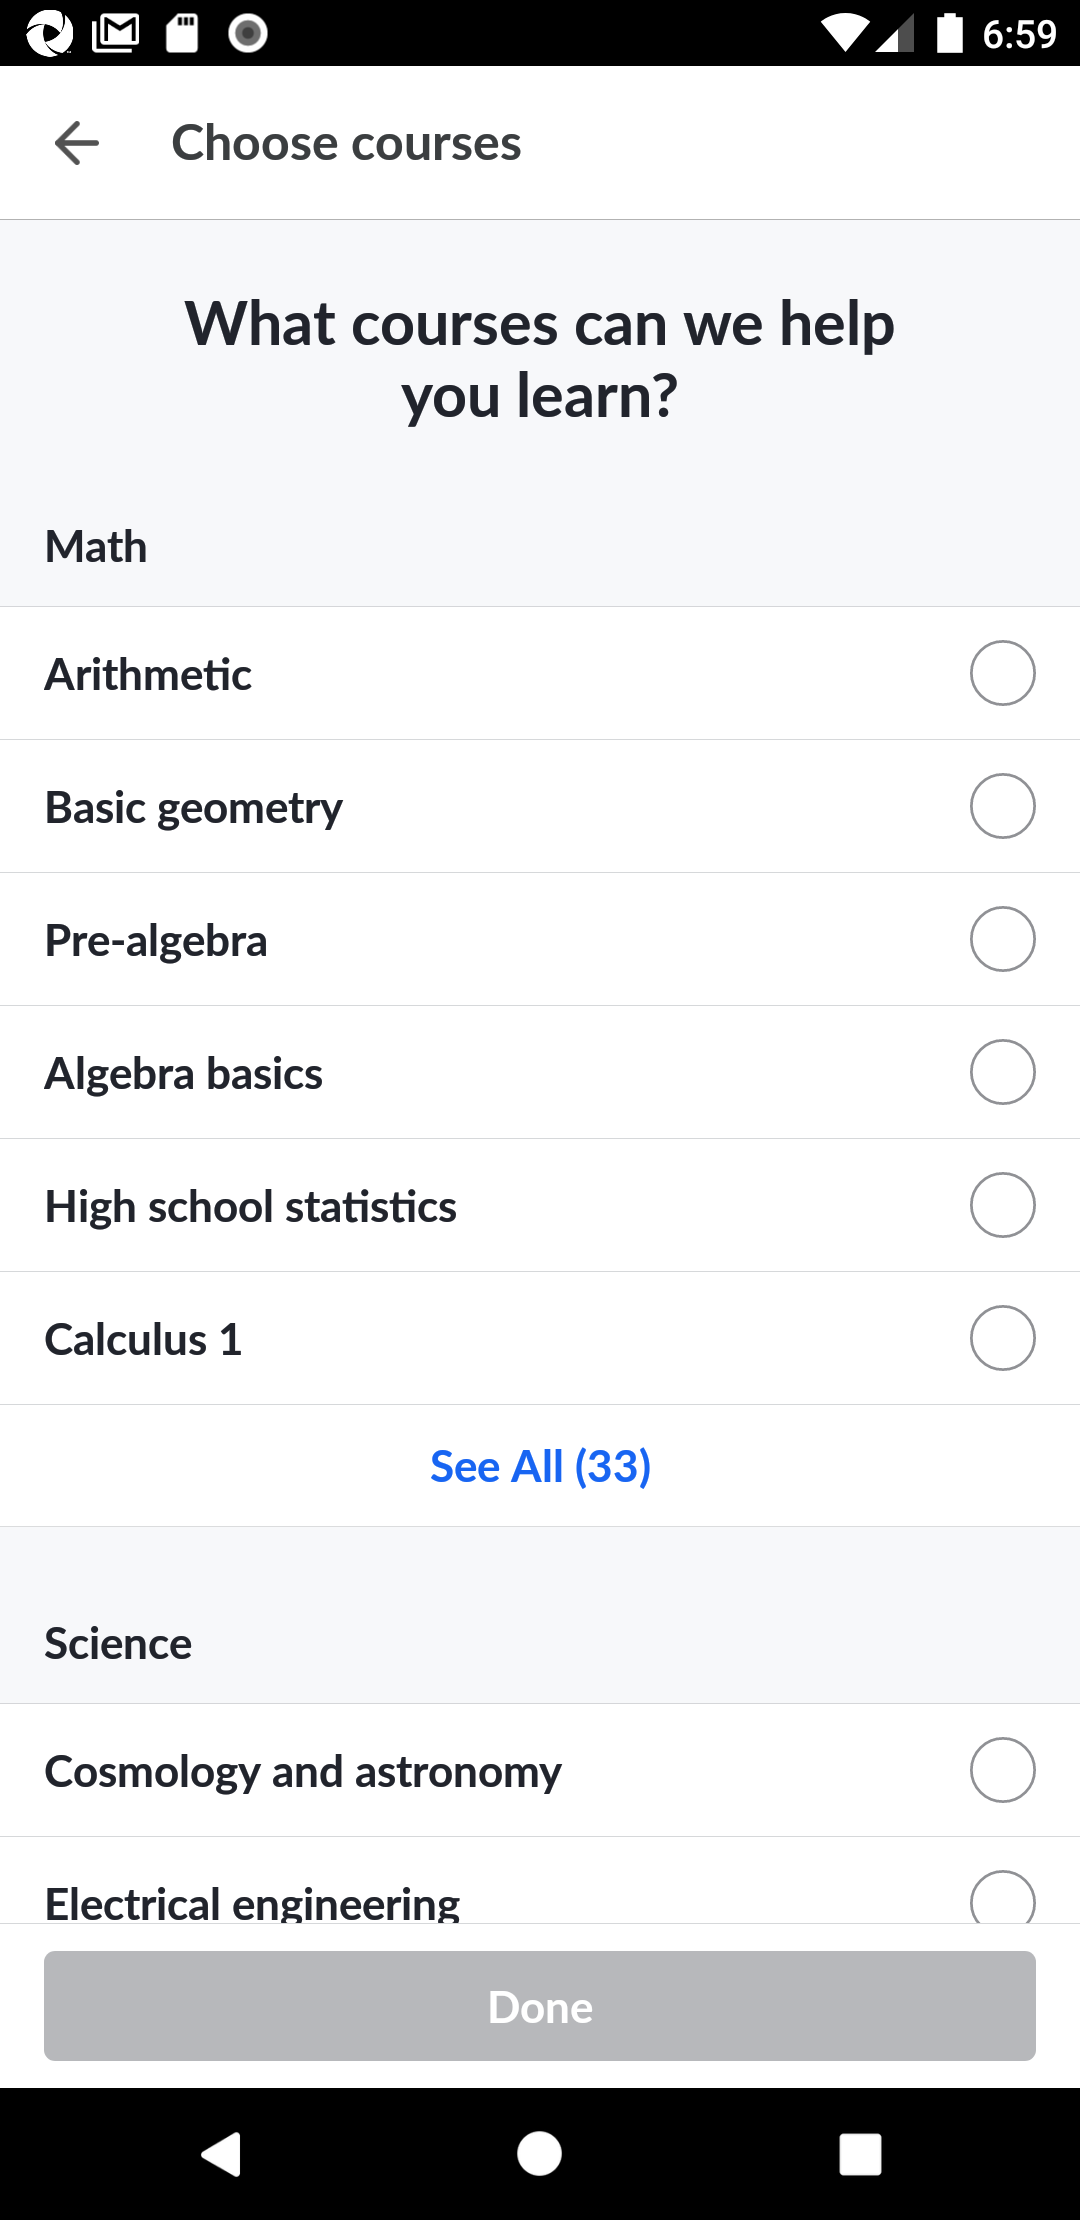 6:59
Choose courses
What courses can we help
you learn?
Math
Arithmetic
Basic geometry
Pre-algebra
Algebra basics
High school statistics
Calculus 1
See All (33)
Science
Cosmology and astronomy
Electrical engineering
Done